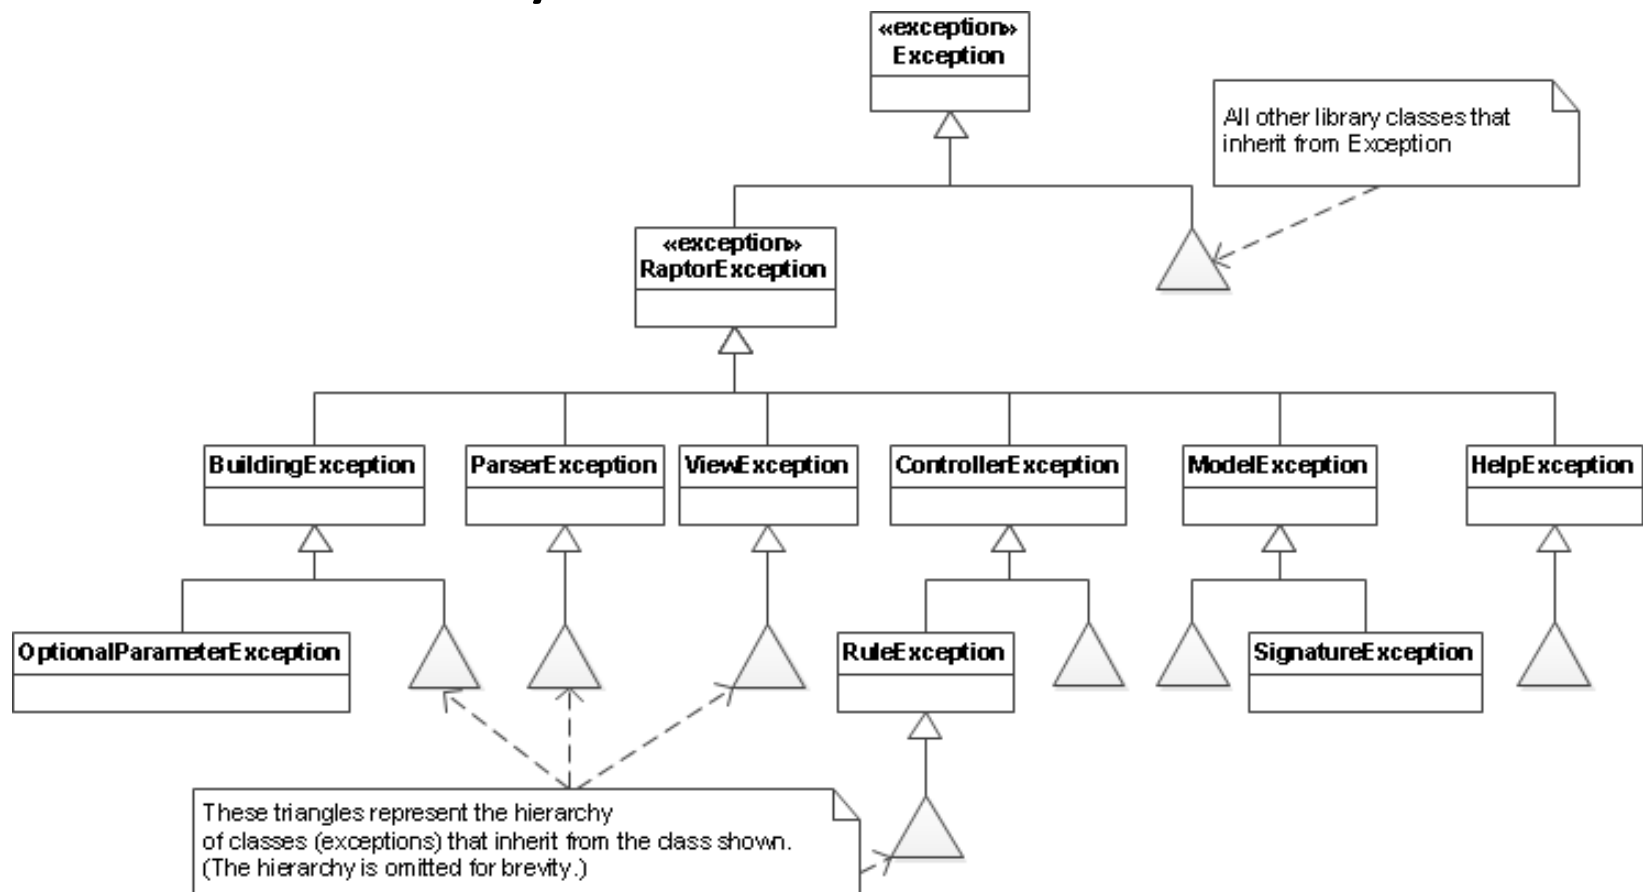 «exception»
Exception
All other library classes that
inherit from Exception
«exception»
RaptorException
BuildingException
ParserException
ViewException
ControllerException
ModelException
HelpException
OptionalParameterException
RuleException
SignatureException
These triangles represent the hierarchy
of classes (exceptions) that inherit from the class shown.
(The hierarchy is omitted for brevity.)